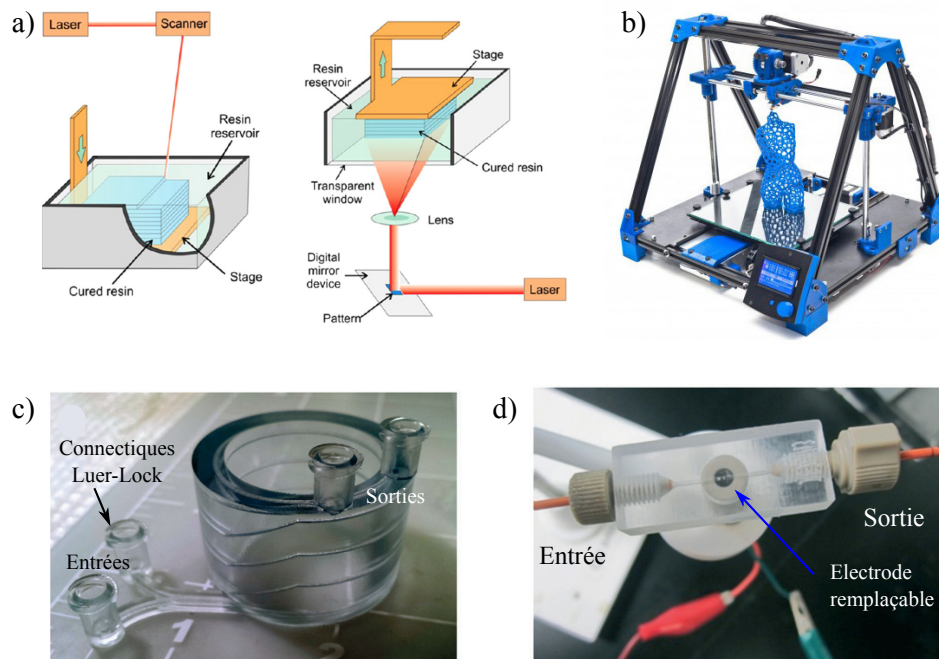 a)
Laser
Scanner
Resin
reservoir
Cured resin
Stage
Resin
reservoir
Stage
Cured resin
Transparent
window
Lens
Digital
mirror
device
Laser
Pattern
b)
c)
Connectiques
Luer-Lock
Sorties
Entrées
1
d)
Entrée
Sortie
Electrode
remplaçable